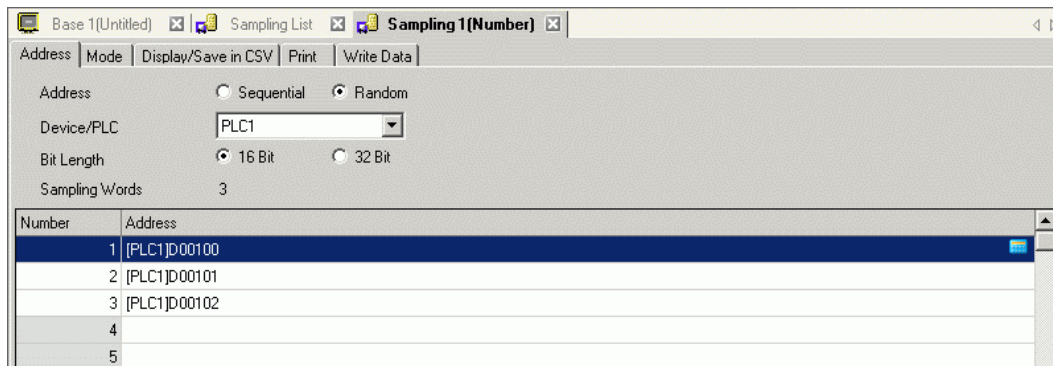 Base 1(Untitled) Sampling List Sampling 1(Number)
Address Mode Display/Save in CSV Print Write Data
Address Sequential Random
Device/PLC PLC1
Bit Length 16 Bit 32 Bit
Sampling Words 3
Number Address
1 [PLC1]D00100
2 [PLC1]D00101
3 [PLC1]D00102
4
5